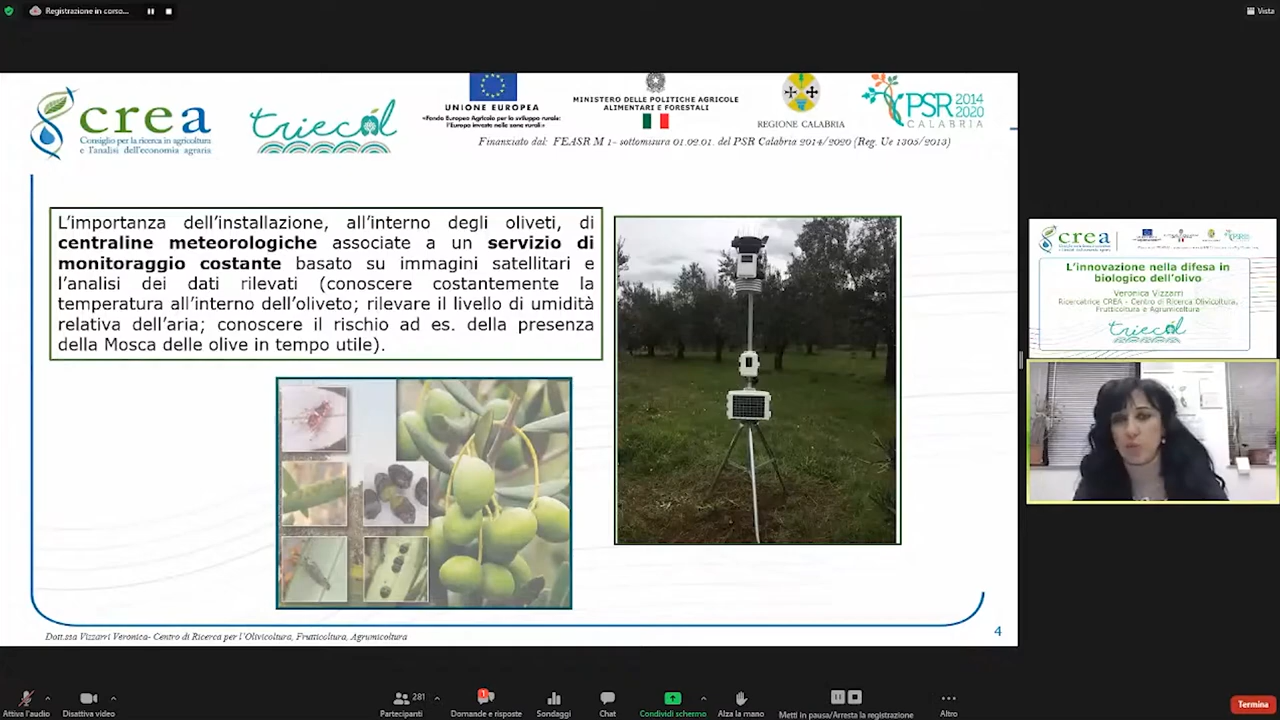 Registrazione in corso...
Vista
crea
Consiglio per la ricerca in agricoltura
e l'analisi dell'economia agraria
triecol
UNIONE EUROPEA
«Fondo Europeo Agricolo per lo sviluppo rurale:
l'Europa investe nelle zone rurali»
MINISTERO DELLE POLITICHE AGRICOLE
ALIMENTARI E FORESTALI
REGIONE CALABRIA
PSR 2014
2020
CALABRIA
Finanziato dal: FEASR M 1- sottomisura 01.02.01. del PSR Calabria 2014/2020 (Reg. Ue 1305/2013)
L'importanza dell'installazione, all'interno degli oliveti, di
centraline meteorologiche associate a un servizio di
monitoraggio costante basato su immagini satellitari e
l'analisi dei dati rilevati (conoscere costantemente la
temperatura all'interno dell'oliveto; rilevare il livello di umidità
relativa dell'aria; conoscere il rischio ad es. della presenza
della Mosca delle olive in tempo utile).
Dott.ssa Vizzarri Veronica- Centro di Ricerca per l'Olivicoltura, Frutticoltura, Agrumicoltura
4
crea
L'innovazione nella difesa in
biologico dell'olivo
Veronica Vizzarri
Ricercatrice CREA - Centro di Ricerca Olivicoltura,
Frutticoltura e Agrumicoltura
triecol
Attiva l'audio
Disattiva video
281
Partecipanti
1
Domande e risposte
Sondaggi
Chat
Condividi schermo
Alza la mano
Metti in pausa/Arresta la registrazione
Altro
Termina